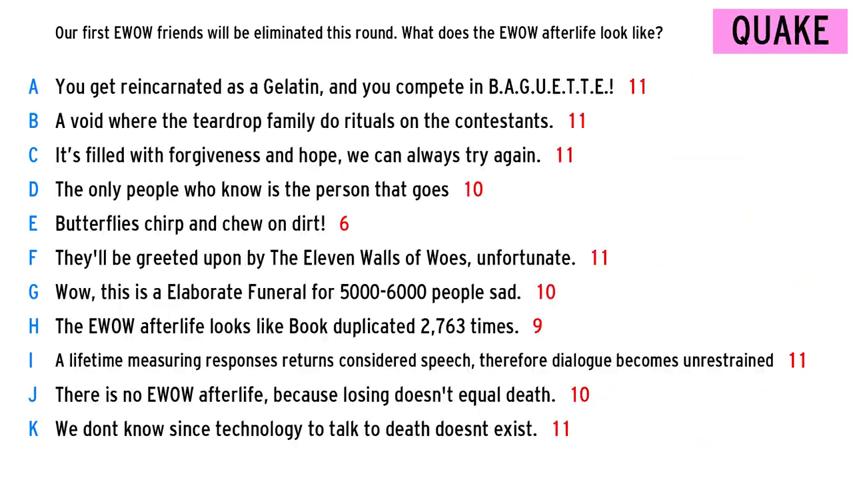 Our first EWOW friends will be eliminated this round. What does the EWOW afterlife look like?
QUAKE
A You get reincarnated as a Gelatin, and you compete in B.A.G.U.E.T.T.E.! 11
B A void where the teardrop family do rituals on the contestants. 11
C It's filled with forgiveness and hope, we can always try again. 11
D The only people who know is the person that goes 10
E Butterflies chirp and chew on dirt! 6
F They'll be greeted upon by The Eleven Walls of Woes, unfortunate. 11
G Wow, this is a Elaborate Funeral for 5000-6000 people sad. 10
H The EWOW afterlife looks like Book duplicated 2,763 times. 9
I A lifetime measuring responses returns considered speech, therefore dialogue becomes unrestrained 11
J There is no EWOW afterlife, because losing doesn't equal death. 10
K We dont know since technology to talk to death doesnt exist. 11